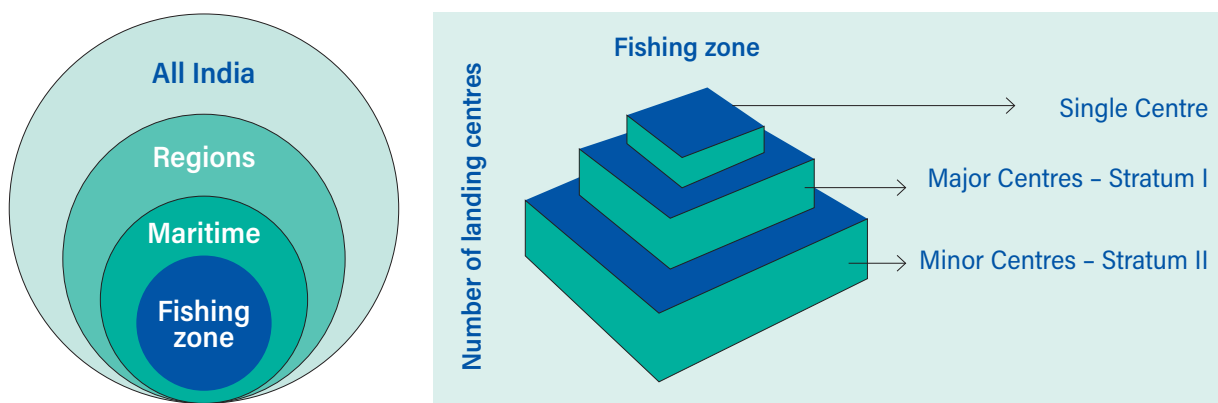 All India
Regions
Maritime
Fishing
zone
Number of landing centres
Fishing zone
Single Centre
Major Centres – Stratum I
Minor Centres – Stratum II